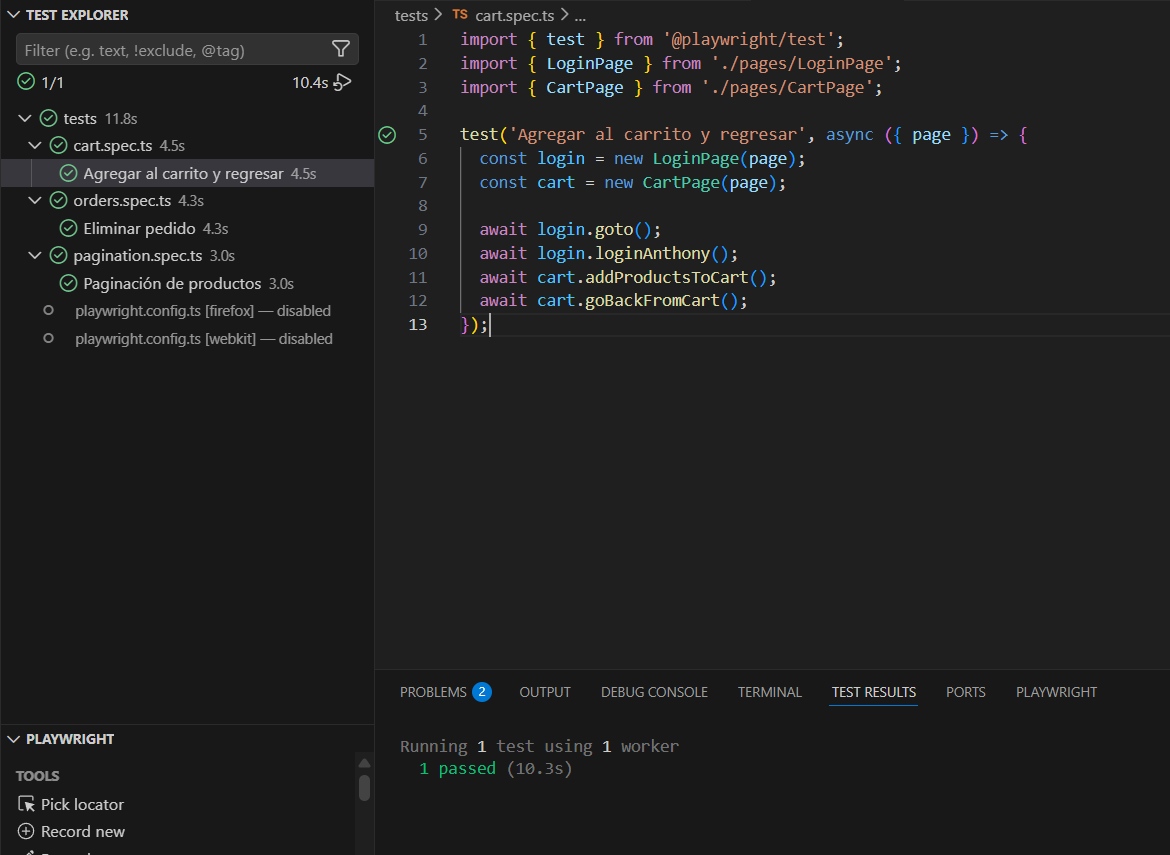 TEST EXPLORER
Filter (e.g. text, !exclude, @tag)
1/1
10.4s
tests 11.8s
cart.spec.ts 4.5s
Agregar al carrito y regresar 4.5s
orders.spec.ts 4.3s
Eliminar pedido 4.3s
pagination.spec.ts 3.0s
Paginación de productos 3.0s
playwright.config.ts [firefox] — disabled
playwright.config.ts [webkit] — disabled
PLAYWRIGHT
TOOLS
Pick locator
Record new
tests > TS cart.spec.ts > ...
1 import { test } from '@playwright/test';
2 import { LoginPage } from './pages/LoginPage';
3 import { CartPage } from './pages/CartPage';
4
5 test('Agregar al carrito y regresar', async ({ page }) => {
6 const login = new LoginPage(page);
7 const cart = new CartPage(page);
8
9 await login.goto();
10 await login.loginAnthony();
11 await cart.addProductsToCart();
12 await cart.goBackFromCart();
13 });
PROBLEMS 2 OUTPUT DEBUG CONSOLE TERMINAL TEST RESULTS PORTS PLAYWRIGHT
Running 1 test using 1 worker
1 passed (10.3s)